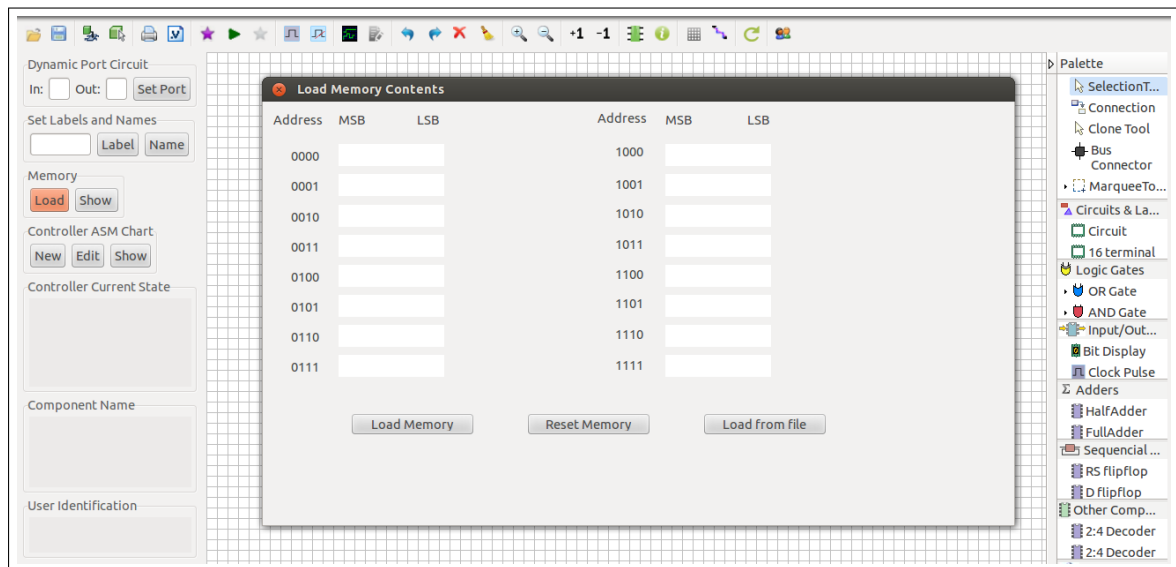 +1 -1
Dynamic Port Circuit
In: Out: Set Port
Set Labels and Names
Label Name
Memory
Load Show
Controller ASM Chart
New Edit Show
Controller Current State
Component Name
User Identification
Load Memory Contents
Address MSB LSB
0000
0001
0010
0011
0100
0101
0110
0111
Address MSB LSB
1000
1001
1010
1011
1100
1101
1110
1111
Load Memory Reset Memory Load from file
Palette
SelectionT...
Connection
Clone Tool
Bus
Connector
MarqueeTo...
Circuits & La...
Circuit
16 terminal
Logic Gates
OR Gate
AND Gate
Input/Out...
Bit Display
Clock Pulse
Σ Adders
HalfAdder
FullAdder
Sequencial ...
RS flipflop
D flipflop
Other Comp...
2:4 Decoder
2:4 Decoder